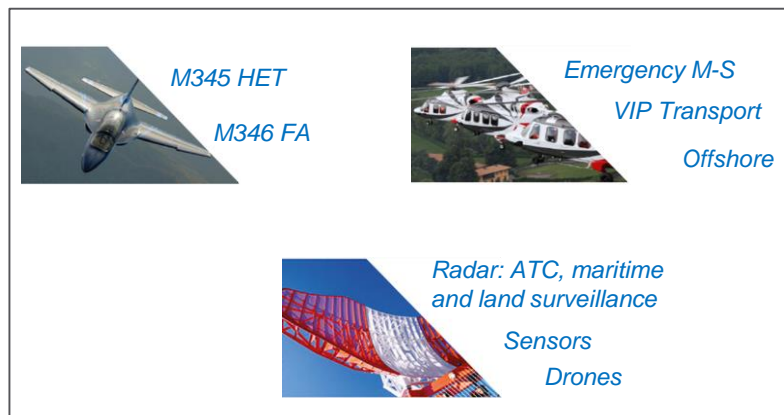 M345 HET
M346 FA
Emergency M-S
VIP Transport
Offshore
Radar: ATC, maritime
and land surveillance
Sensors
Drones